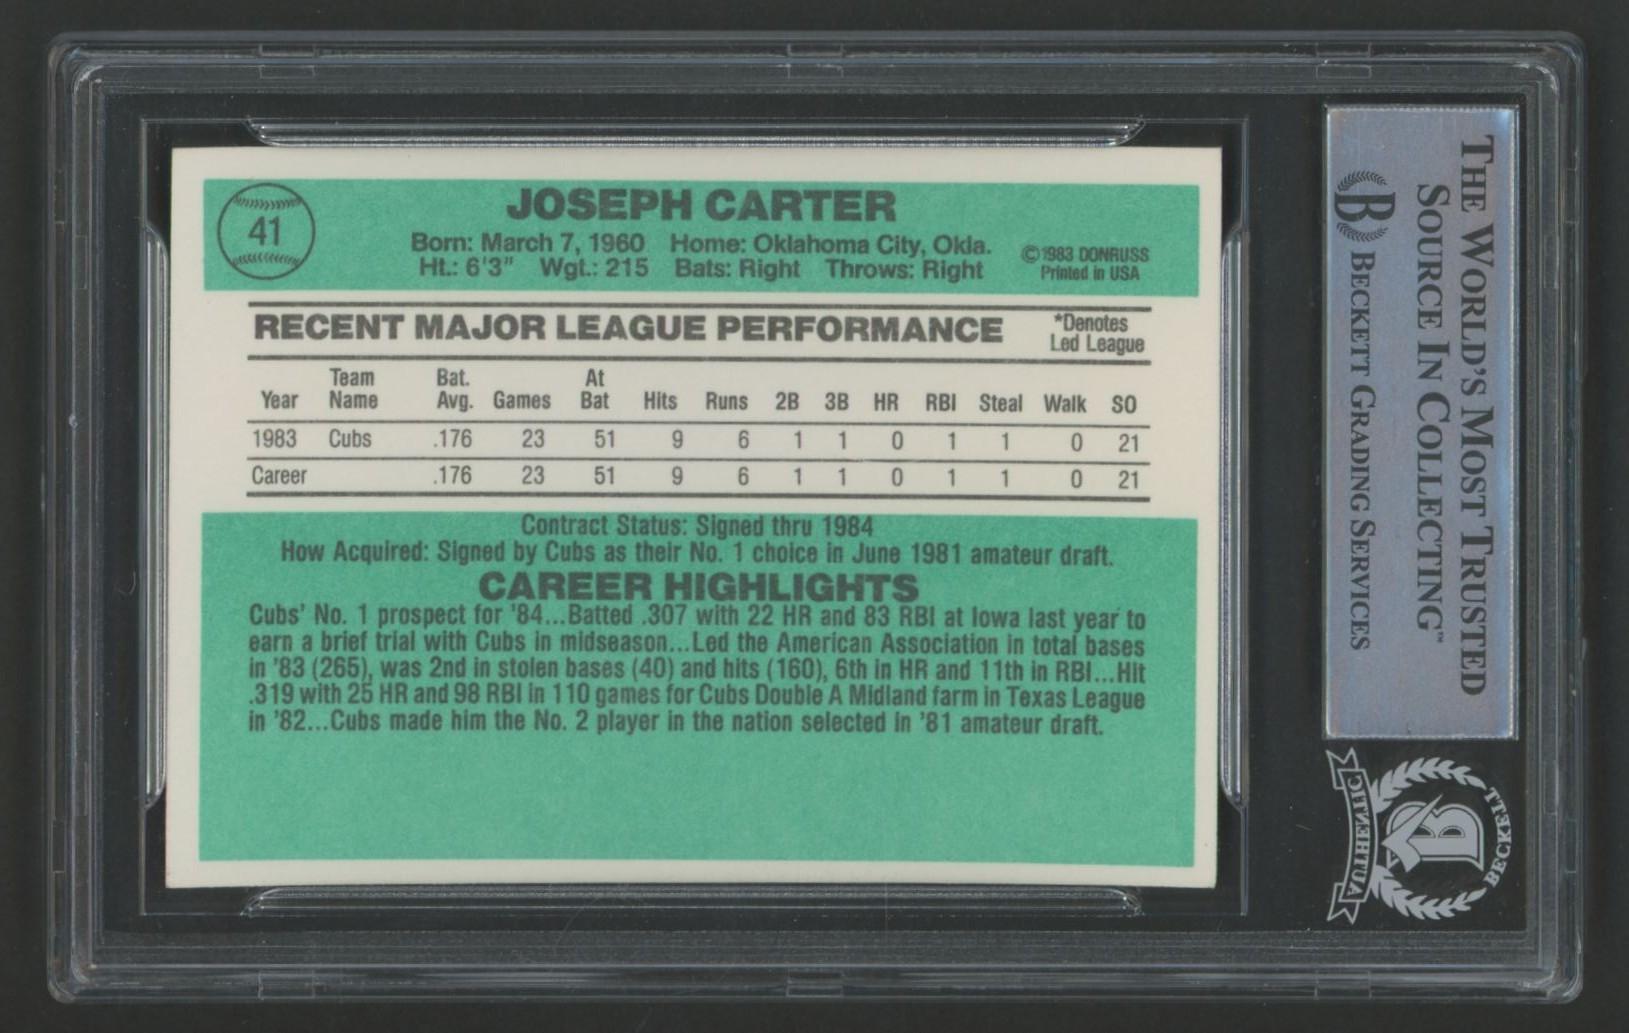 41
JOSEPH CARTER
Born: March 7, 1960 Home: Oklahoma City, Okla.
Ht.: 6'3" Wgt.: 215 Bats: Right Throws: Right
©1983 DONRUSS
Printed in USA
RECENT MAJOR LEAGUE PERFORMANCE
*Denotes
Led League
Year Team Name Bat. Avg. Games At Bat Hits Runs 2B 3B HR RBI Steal Walk SO
1983 Cubs .176 23 51 9 6 1 1 0 1 1 0 21
Career .176 23 51 9 6 1 1 0 1 1 0 21
Contract Status: Signed thru 1984
How Acquired: Signed by Cubs as their No. 1 choice in June 1981 amateur draft.
CAREER HIGHLIGHTS
Cubs' No. 1 prospect for '84...Batted .307 with 22 HR and 83 RBI at Iowa last year to
earn a brief trial with Cubs in midseason...Led the American Association in total bases
in '83 (265), was 2nd in stolen bases (40) and hits (160), 6th in HR and 11th in RBI...Hit
.319 with 25 HR and 98 RBI in 110 games for Cubs Double A Midland farm in Texas League
in '82...Cubs made him the No. 2 player in the nation selected in '81 amateur draft.
THE WORLD'S MOST TRUSTED
SOURCE IN COLLECTING™
B BECKETT GRADING SERVICES
BECKETT
B
AUTHENTIC